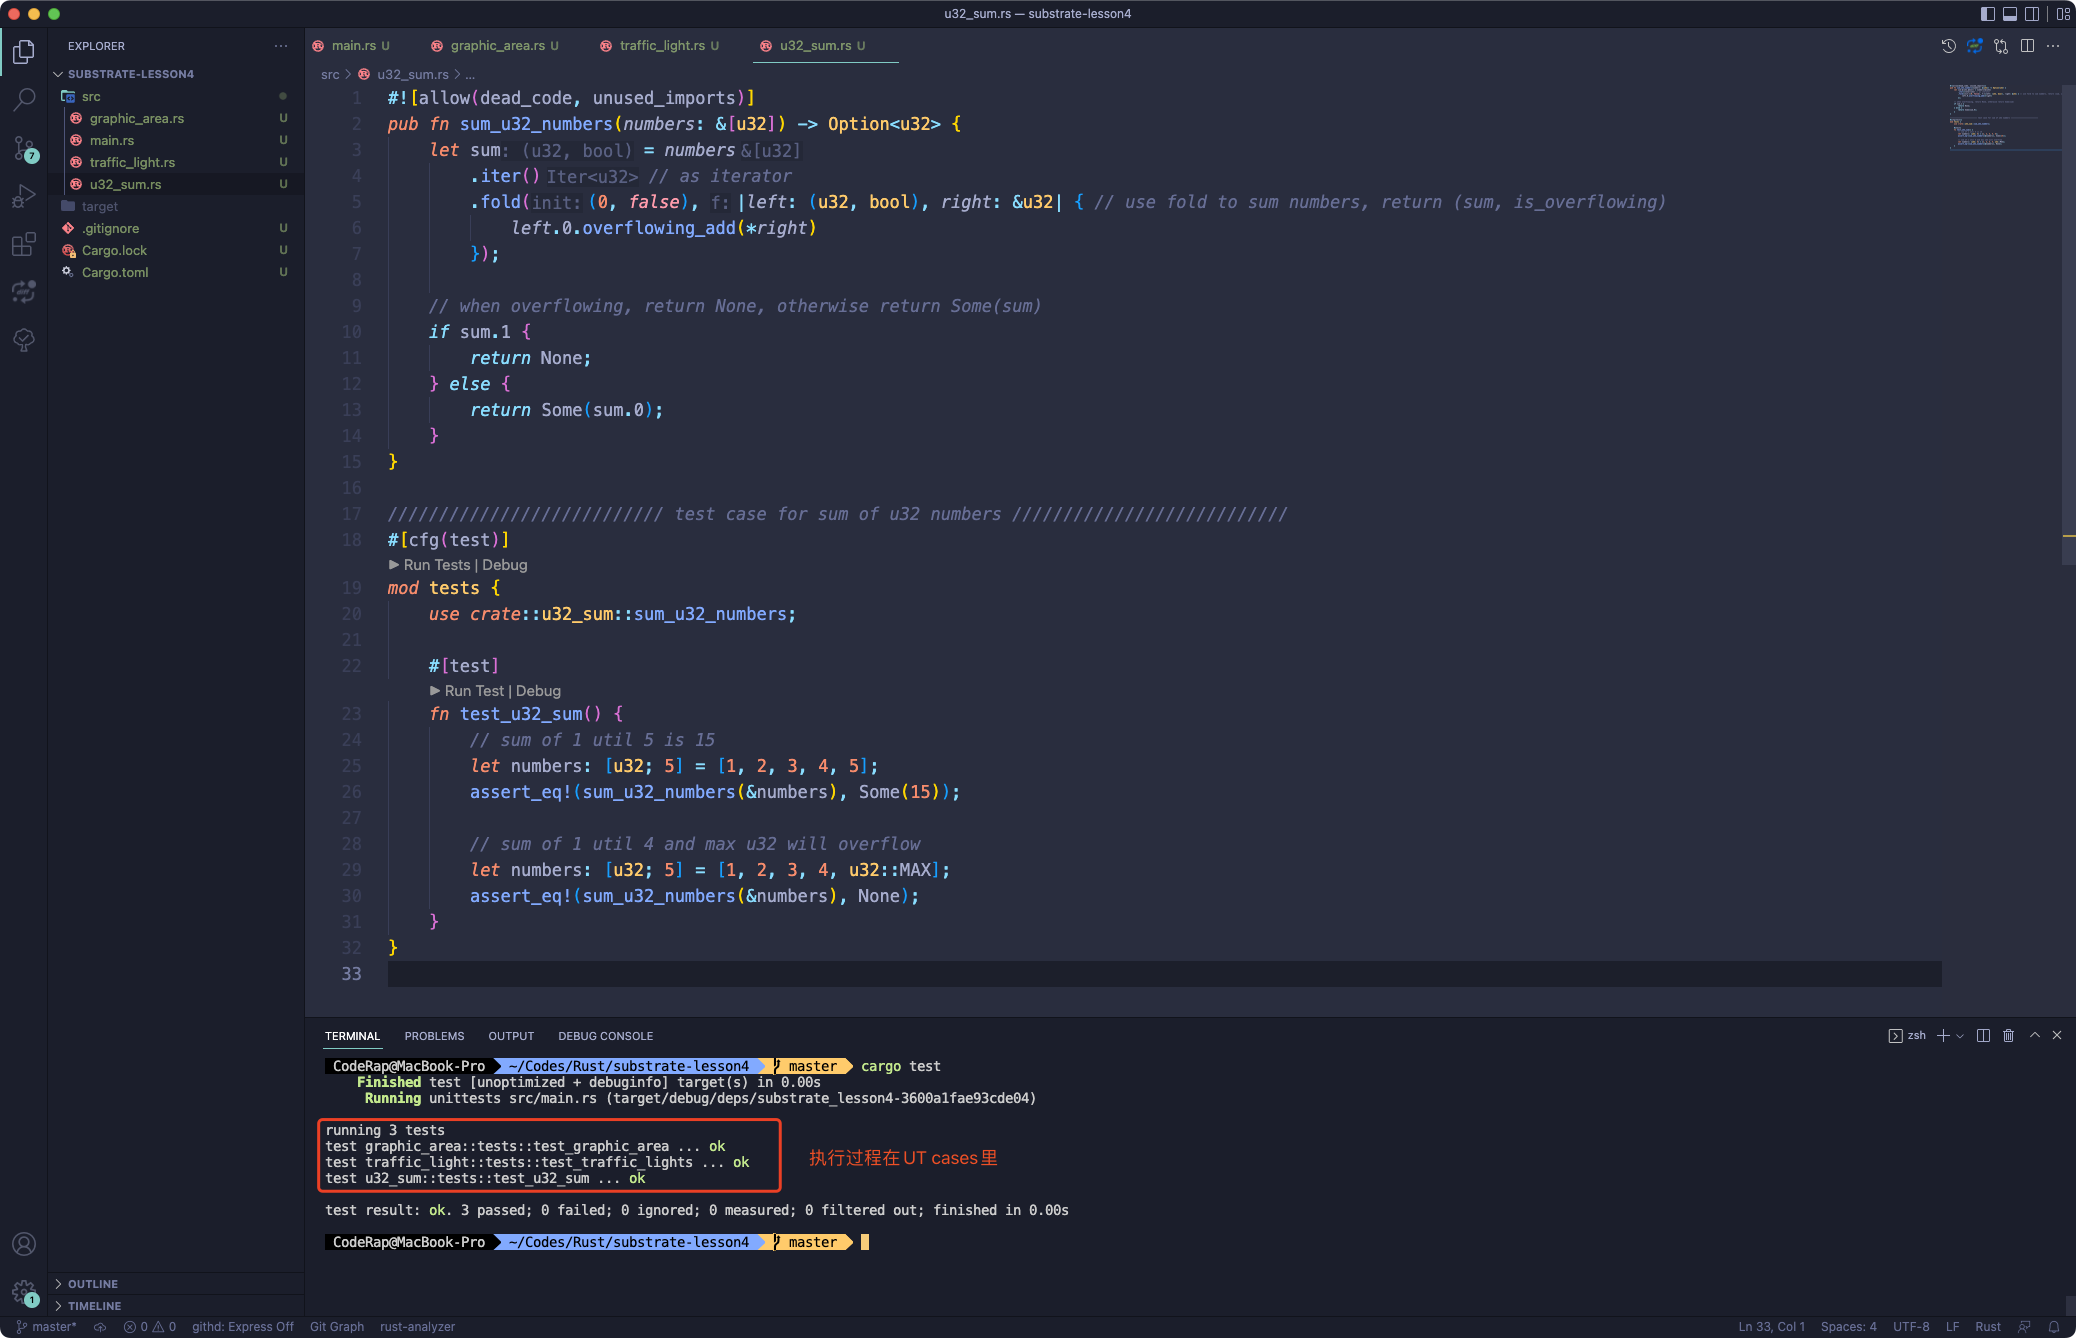 u32_sum.rs — substrate-lesson4
EXPLORER
SUBSTRATE-LESSON4
src
graphic_area.rs U
main.rs U
traffic_light.rs U
u32_sum.rs U
target
.gitignore U
Cargo.lock U
Cargo.toml U
7
1
OUTLINE
TIMELINE
main.rs U graphic_area.rs U traffic_light.rs U u32_sum.rs U
src > u32_sum.rs > ...
1 #![allow(dead_code, unused_imports)]
2 pub fn sum_u32_numbers(numbers: &[u32]) -> Option<u32> {
3 let sum: (u32, bool) = numbers &[u32]
4 .iter() Iter<u32> // as iterator
5 .fold(init: (0, false), f: |left: (u32, bool), right: &u32| { // use fold to sum numbers, return (sum, is_overflowing)
6 left.0.overflowing_add(*right)
7 });
8
9 // when overflowing, return None, otherwise return Some(sum)
10 if sum.1 {
11 return None;
12 } else {
13 return Some(sum.0);
14 }
15 }
16
17 /////////////////////////// test case for sum of u32 numbers ///////////////////////////
18 #[cfg(test)]
Run Tests | Debug
19 mod tests {
20 use crate::u32_sum::sum_u32_numbers;
21
22 #[test]
Run Test | Debug
23 fn test_u32_sum() {
24 // sum of 1 util 5 is 15
25 let numbers: [u32; 5] = [1, 2, 3, 4, 5];
26 assert_eq!(sum_u32_numbers(&numbers), Some(15));
27
28 // sum of 1 util 4 and max u32 will overflow
29 let numbers: [u32; 5] = [1, 2, 3, 4, u32::MAX];
30 assert_eq!(sum_u32_numbers(&numbers), None);
31 }
32 }
33
TERMINAL PROBLEMS OUTPUT DEBUG CONSOLE zsh
CodeRap@MacBook-Pro ~/Codes/Rust/substrate-lesson4 master cargo test
Finished test [unoptimized + debuginfo] target(s) in 0.00s
Running unittests src/main.rs (target/debug/deps/substrate_lesson4-3600a1fae93cde04)
running 3 tests
test graphic_area::tests::test_graphic_area ... ok
test traffic_light::tests::test_traffic_lights ... ok
test u32_sum::tests::test_u32_sum ... ok
执行过程在UT cases里
test result: ok. 3 passed; 0 failed; 0 ignored; 0 measured; 0 filtered out; finished in 0.00s
CodeRap@MacBook-Pro ~/Codes/Rust/substrate-lesson4 master
master* 0 0 githd: Express Off Git Graph rust-analyzer Ln 33, Col 1 Spaces: 4 UTF-8 LF Rust